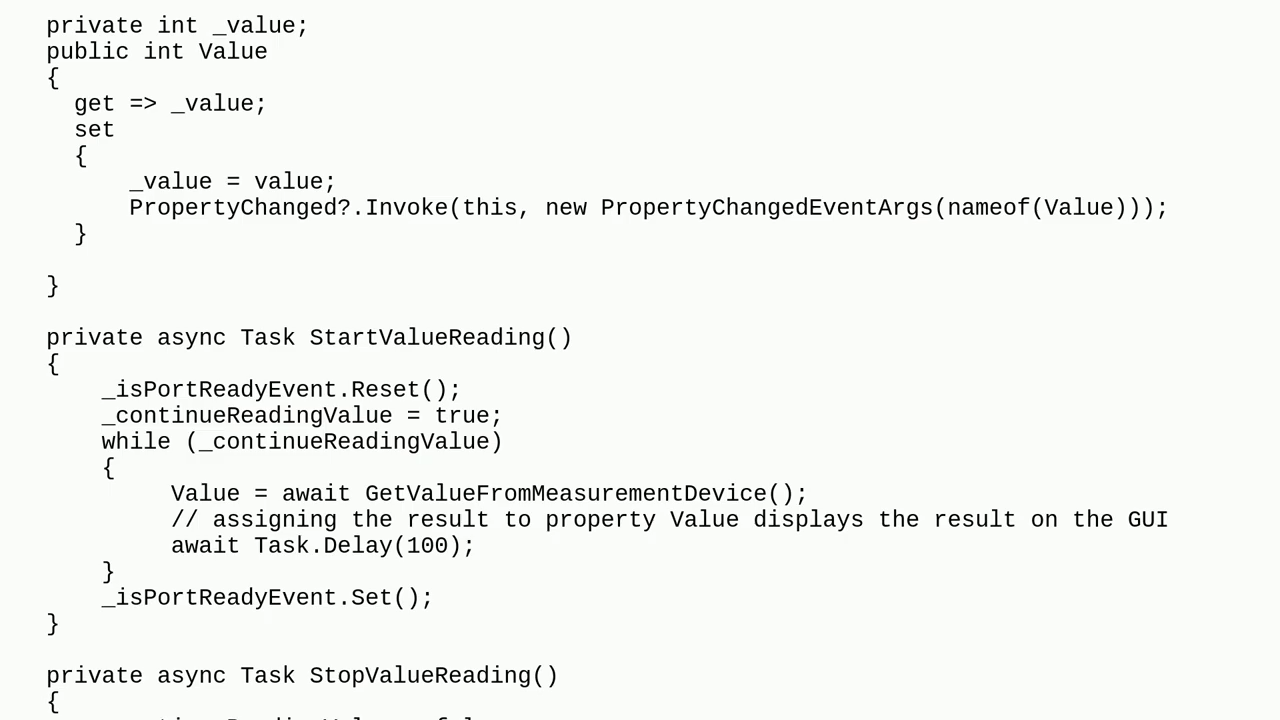 private int _value;
public int Value
{
  get => _value;
  set
  {
      _value = value;
      PropertyChanged?.Invoke(this, new PropertyChangedEventArgs(nameof(Value)));
  }

}

private async Task StartValueReading()
{
    _isPortReadyEvent.Reset();
    _continueReadingValue = true;
    while (_continueReadingValue)
    {
         Value = await GetValueFromMeasurementDevice();
         // assigning the result to property Value displays the result on the GUI
         await Task.Delay(100);
    }
    _isPortReadyEvent.Set();
}

private async Task StopValueReading()
{